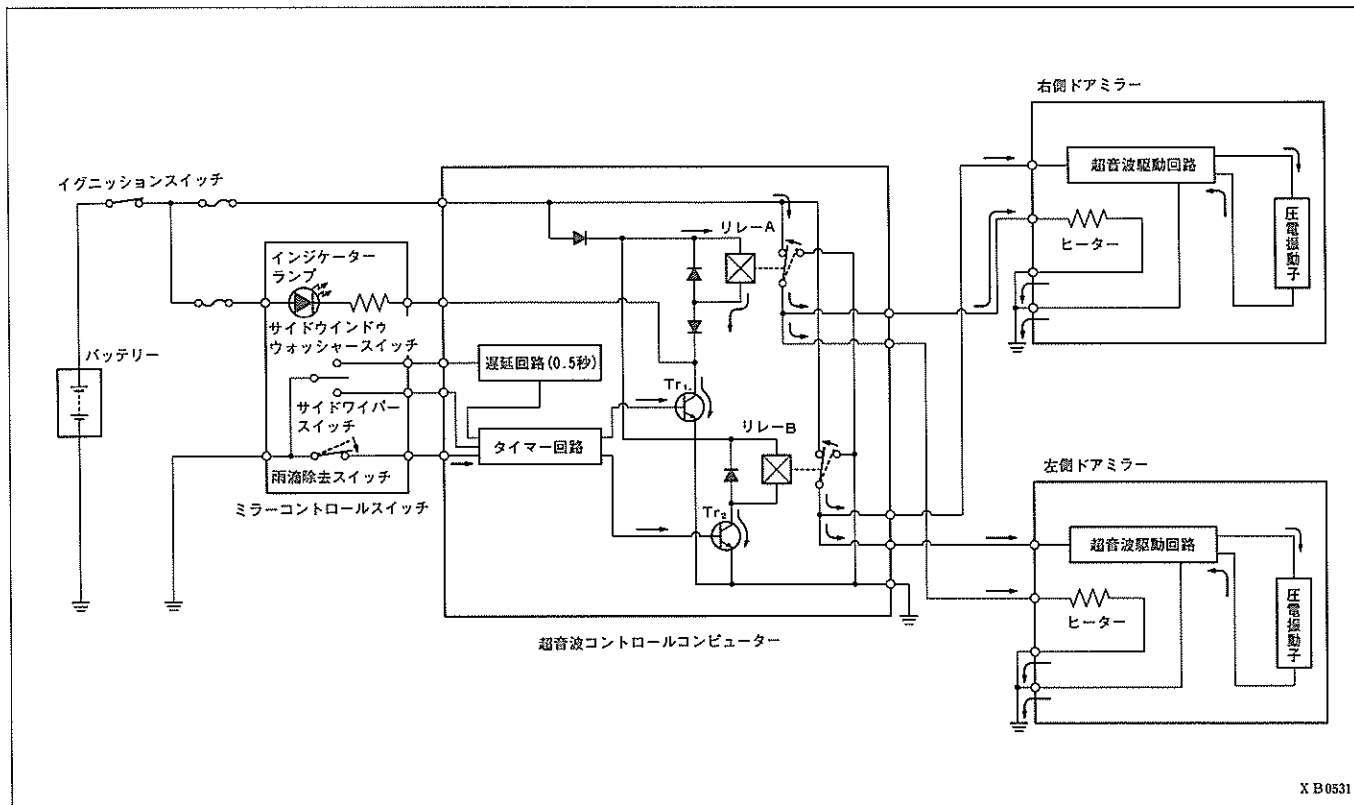 右側ドアミラー
超音波駆動回路
圧電振動子
ヒーター
イグニッションスイッチ
リレーA
インジケーター
ランプ
サイドウインドゥ
ウォッシャースイッチ
バッテリー
遅延回路(0.5秒)
Tr1
サイドワイパー
スイッチ
リレーB
タイマー回路
雨滴除去スイッチ
ミラーコントロールスイッチ
Tr2
超音波コントロールコンピューター
左側ドアミラー
超音波駆動回路
圧電振動子
ヒーター
XB0531